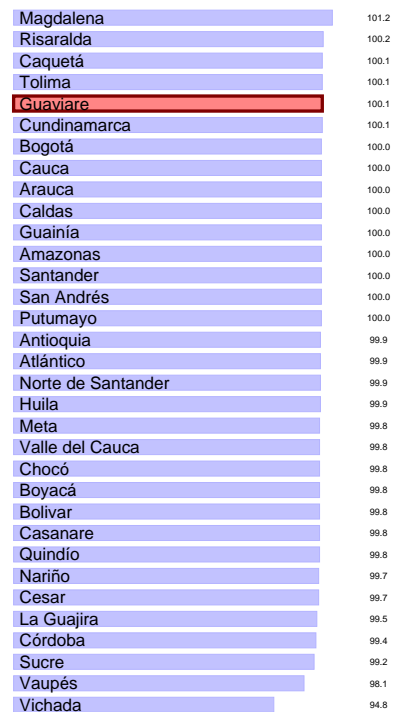 Magdalena 101.2
Risaralda 100.2
Caquetá 100.1
Tolima 100.1
Guaviare 100.1
Cundinamarca 100.1
Bogotá 100.0
Cauca 100.0
Arauca 100.0
Caldas 100.0
Guainía 100.0
Amazonas 100.0
Santander 100.0
San Andrés 100.0
Putumayo 100.0
Antioquia 99.9
Atlántico 99.9
Norte de Santander 99.9
Huila 99.9
Meta 99.8
Valle del Cauca 99.8
Chocó 99.8
Boyacá 99.8
Bolivar 99.8
Casanare 99.8
Quindío 99.8
Nariño 99.7
Cesar 99.7
La Guajira 99.5
Córdoba 99.4
Sucre 99.2
Vaupés 98.1
Vichada 94.8